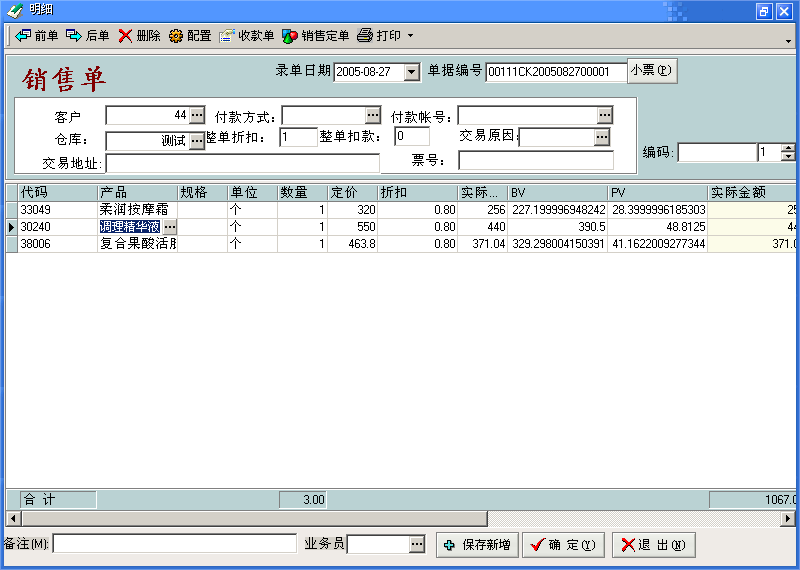 明细
前单 后单 删除 配置 收款单 销售定单 打印
销售单 录单日期 2005-08-27 单据编号 00111CK2005082700001 小票(P)
客户 44 付款方式: 付款帐号:
仓库: 测试 整单折扣: 1 整单扣款: 0 交易原因:
交易地址: 票号: 编码: 1
代码 产品 规格 单位 数量 定价 折扣 实际... BV PV 实际金额
33049 柔润按摩霜 个 1 320 0.80 256 227.199996948242 28.3999996185303 25
30240 调理精华液 个 1 550 0.80 440 390.5 48.8125 44
38006 复合果酸活肤 个 1 463.8 0.80 371.04 329.298004150391 41.1622009277344 371.0
合 计 3.00 1067.0
备注(M): 业务员 保存新增 确 定(Y) 退 出(N)